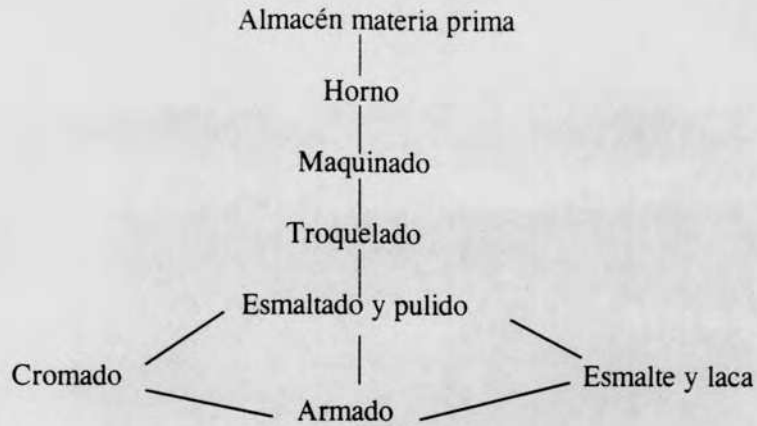 Almacén materia prima
Horno
Maquinado
Troquelado
Esmaltado y pulido
Cromado
Esmalte y laca
Armado